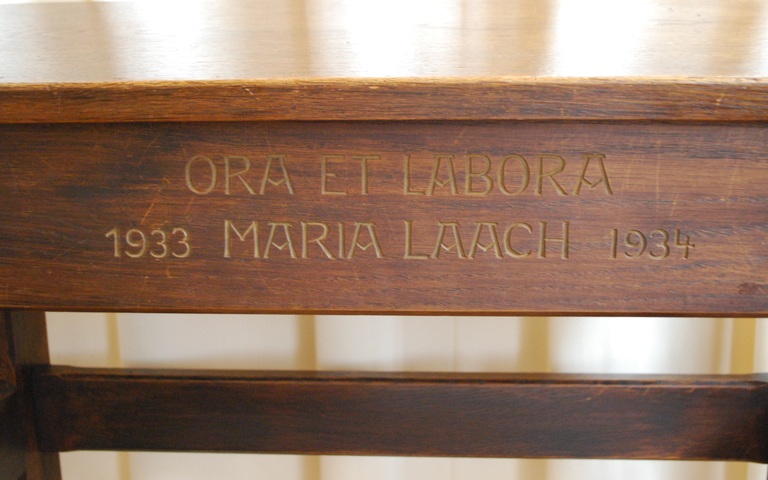 ORA ET LABORA
1933 MARIA LAACH 1934